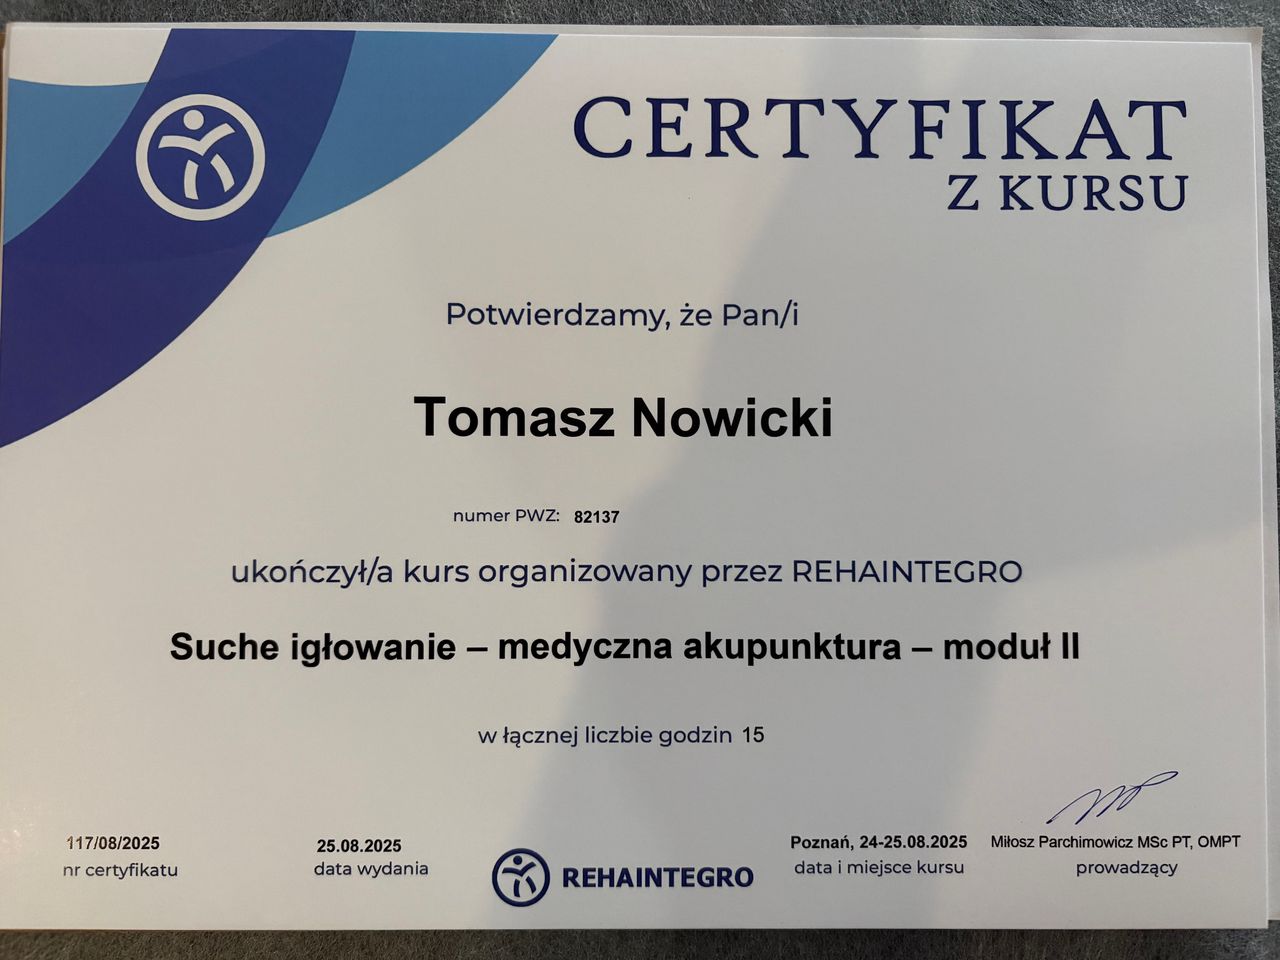 CERTYFIKAT
Z KURSU
Potwierdzamy, że Pan/i
Tomasz Nowicki
numer PWZ: 82137
ukończył/a kurs organizowany przez REHAINTEGRO
Suche igłowanie – medyczna akupunktura – moduł II
w łącznej liczbie godzin 15
117/08/2025
nr certyfikatu
25.08.2025
data wydania
REHAINTEGRO
Poznań, 24-25.08.2025
data i miejsce kursu
Miłosz Parchimowicz MSc PT, OMPT
prowadzący